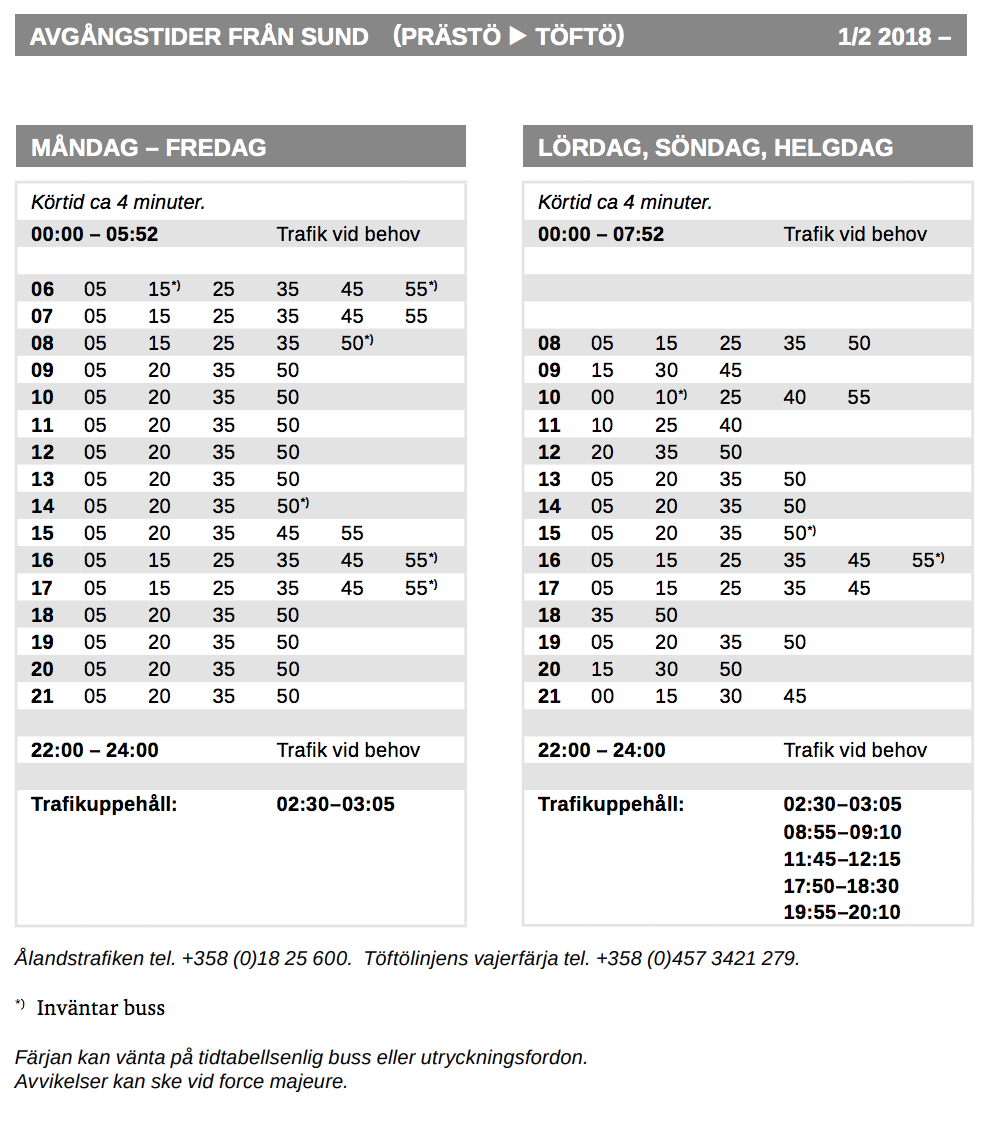 AVGÅNGSTIDER FRÅN SUND (PRÄSTÖ ▶ TÖFTÖ) 1/2 2018 –
MÅNDAG – FREDAG
Körtid ca 4 minuter.
00:00 – 05:52 Trafik vid behov
06 05 15*) 25 35 45 55*)
07 05 15 25 35 45 55
08 05 15 25 35 50*)
09 05 20 35 50
10 05 20 35 50
11 05 20 35 50
12 05 20 35 50
13 05 20 35 50
14 05 20 35 50*)
15 05 20 35 45 55
16 05 15 25 35 45 55*)
17 05 15 25 35 45 55*)
18 05 20 35 50
19 05 20 35 50
20 05 20 35 50
21 05 20 35 50
22:00 – 24:00 Trafik vid behov
Trafikuppehåll: 02:30–03:05
LÖRDAG, SÖNDAG, HELGDAG
Körtid ca 4 minuter.
00:00 – 07:52 Trafik vid behov
08 05 15 25 35 50
09 15 30 45
10 00 10*) 25 40 55
11 10 25 40
12 20 35 50
13 05 20 35 50
14 05 20 35 50
15 05 20 35 50*)
16 05 15 25 35 45 55*)
17 05 15 25 35 45
18 35 50
19 05 20 35 50
20 15 30 50
21 00 15 30 45
22:00 – 24:00 Trafik vid behov
Trafikuppehåll: 02:30–03:05
08:55–09:10
11:45–12:15
17:50–18:30
19:55–20:10
Ålandstrafiken tel. +358 (0)18 25 600. Töftölinjens vajerfärja tel. +358 (0)457 3421 279.
*) Inväntar buss
Färjan kan vänta på tidtabellsenlig buss eller utryckningsfordon.
Avvikelser kan ske vid force majeure.